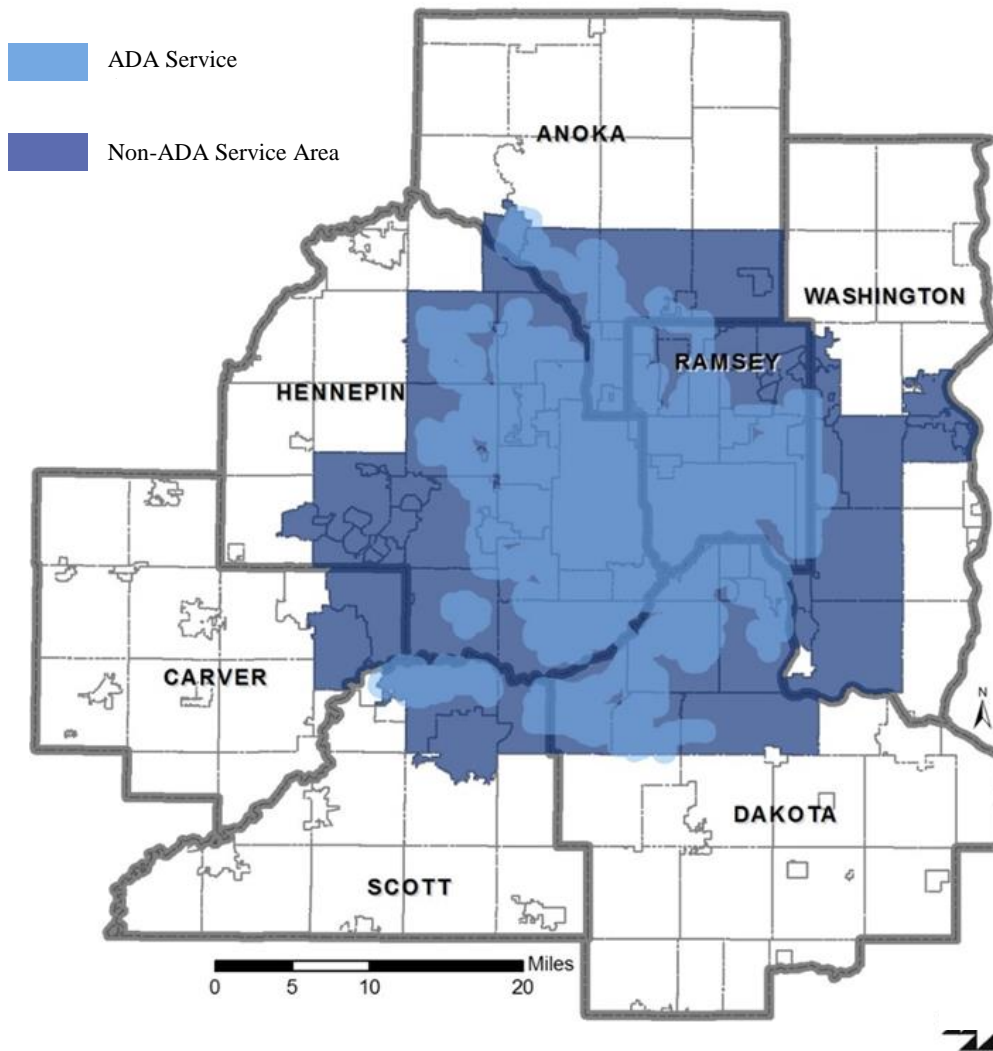 ADA Service
Non-ADA Service Area
ANOKA
WASHINGTON
RAMSEY
HENNEPIN
CARVER
N
DAKOTA
SCOTT
Miles
0 5 10 20